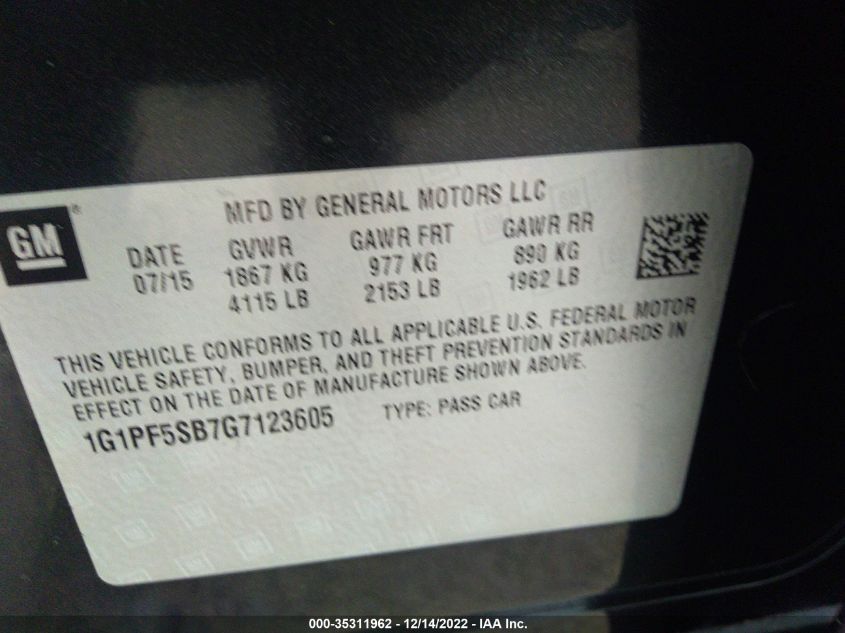 GM ®
MFD BY GENERAL MOTORS LLC
DATE GVWR GAWR FRT GAWR RR
07/15 1867 KG 977 KG 890 KG
4115 LB 2153 LB 1962 LB
THIS VEHICLE CONFORMS TO ALL APPLICABLE U.S. FEDERAL MOTOR
VEHICLE SAFETY, BUMPER, AND THEFT PREVENTION STANDARDS IN
EFFECT ON THE DATE OF MANUFACTURE SHOWN ABOVE.
1G1PF5SB7G7123605 TYPE: PASS CAR
000-35311962 - 12/14/2022 - IAA Inc.